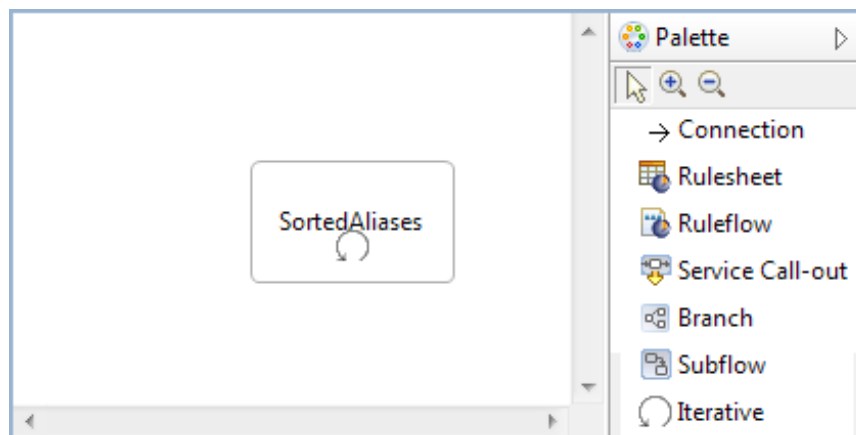 SortedAliases
Palette
Connection
Rulesheet
Ruleflow
Service Call-out
Branch
Subflow
Iterative